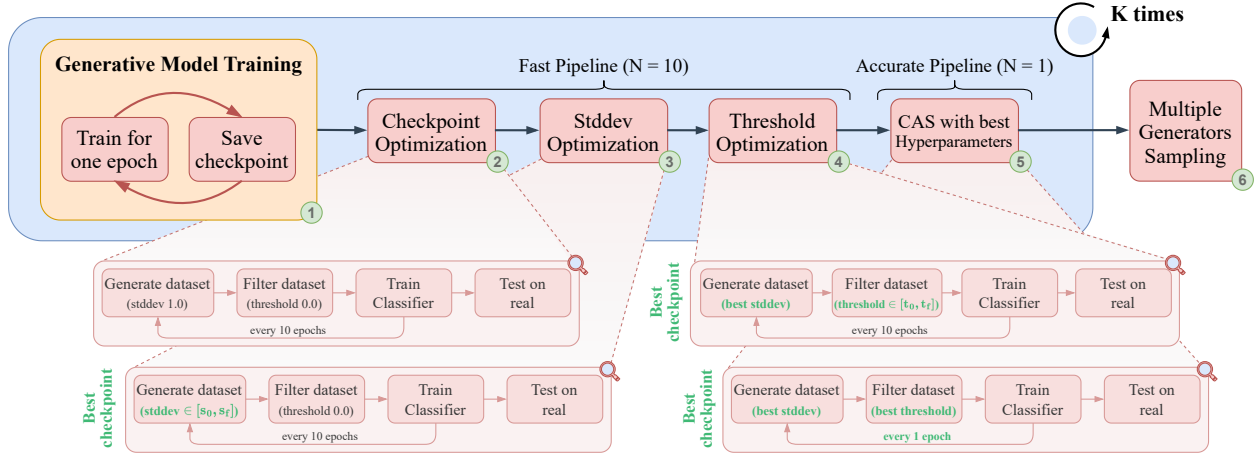 K times
Generative Model Training
Train for
one epoch
Save
checkpoint
1
Fast Pipeline (N = 10)
Accurate Pipeline (N = 1)
Checkpoint
Optimization
2
Stddev
Optimization
3
Threshold
Optimization
4
CAS with best
Hyperparameters
5
Multiple
Generators
Sampling
6
Generate dataset
(stddev 1.0)
Filter dataset
(threshold 0.0)
Train
Classifier
Test on
real
every 10 epochs
Best
checkpoint
Generate dataset
(best stddev)
Filter dataset
(threshold ∈ [t₀, t_f])
Train
Classifier
Test on
real
every 10 epochs
Best
checkpoint
Generate dataset
(stddev ∈ [s₀, s_f])
Filter dataset
(threshold 0.0)
Train
Classifier
Test on
real
every 10 epochs
Best
checkpoint
Generate dataset
(best stddev)
Filter dataset
(best threshold)
Train
Classifier
Test on
real
every 1 epoch